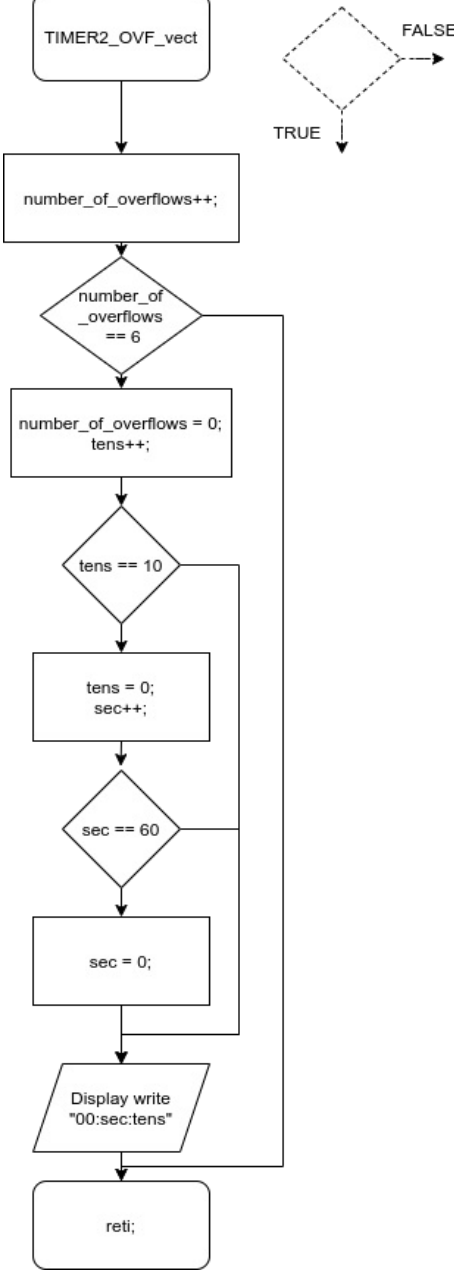 TIMER2_OVF_vect
FALSE
TRUE
number_of_overflows++;
number_of
_overflows
== 6
number_of_overflows = 0;
tens++;
tens == 10
tens = 0;
sec++;
sec == 60
sec = 0;
Display write
"00:sec:tens"
reti;